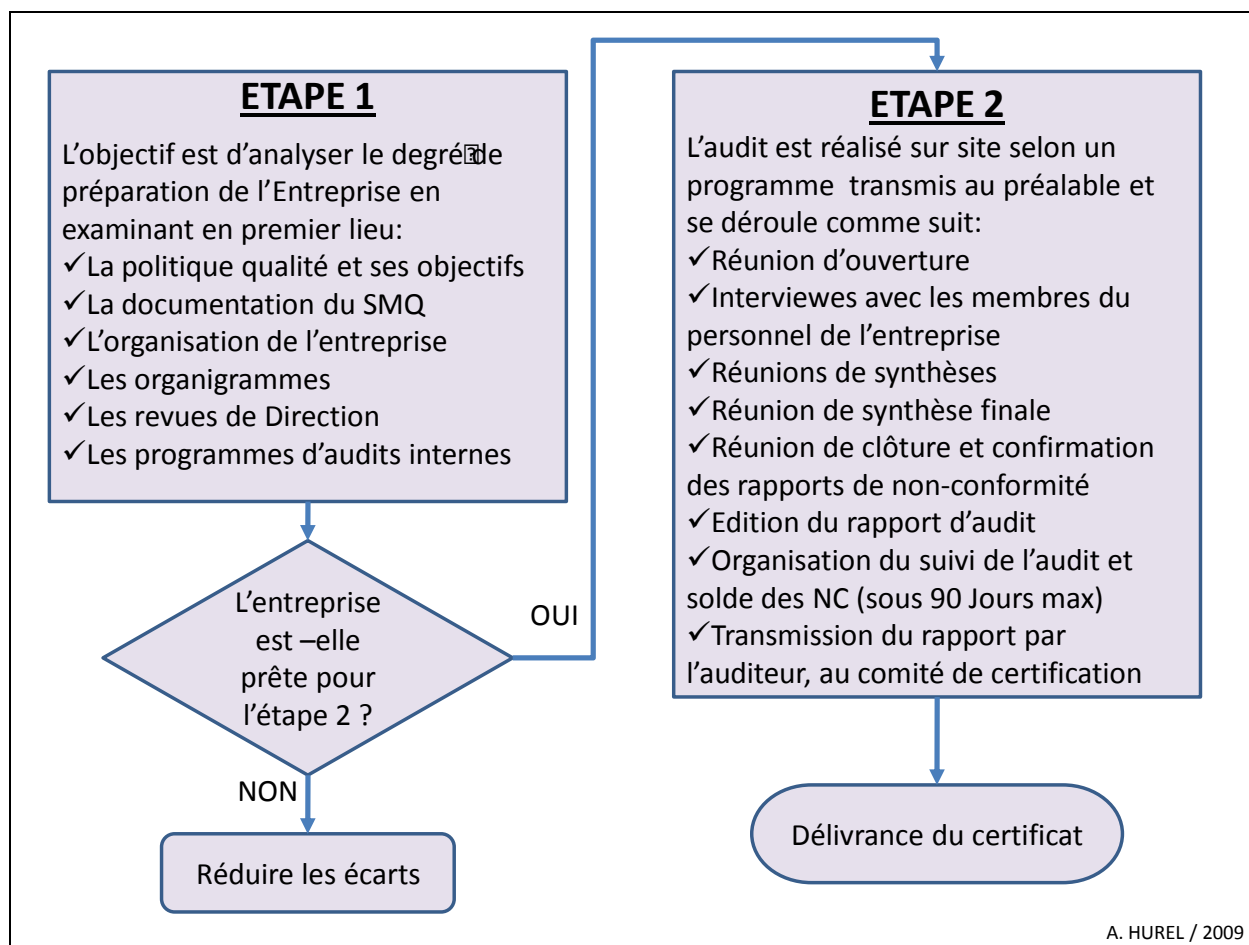 ETAPE 1
L’objectif est d’analyser le degré de
préparation de l’Entreprise en
examinant en premier lieu:
✓La politique qualité et ses objectifs
✓La documentation du SMQ
✓L’organisation de l’entreprise
✓Les organigrammes
✓Les revues de Direction
✓Les programmes d’audits internes
L’entreprise
est –elle
prête pour
l’étape 2 ?
OUI
NON
Réduire les écarts
ETAPE 2
L’audit est réalisé sur site selon un
programme transmis au préalable et
se déroule comme suit:
✓Réunion d’ouverture
✓Interviewes avec les membres du
personnel de l’entreprise
✓Réunions de synthèses
✓Réunion de synthèse finale
✓Réunion de clôture et confirmation
des rapports de non-conformité
✓Edition du rapport d’audit
✓Organisation du suivi de l’audit et
solde des NC (sous 90 Jours max)
✓Transmission du rapport par
l’auditeur, au comité de certification
Délivrance du certificat
A. HUREL / 2009